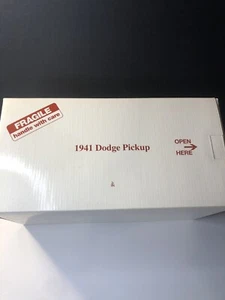 FRAGILE
handle with care
1941 Dodge Pickup
OPEN
HERE